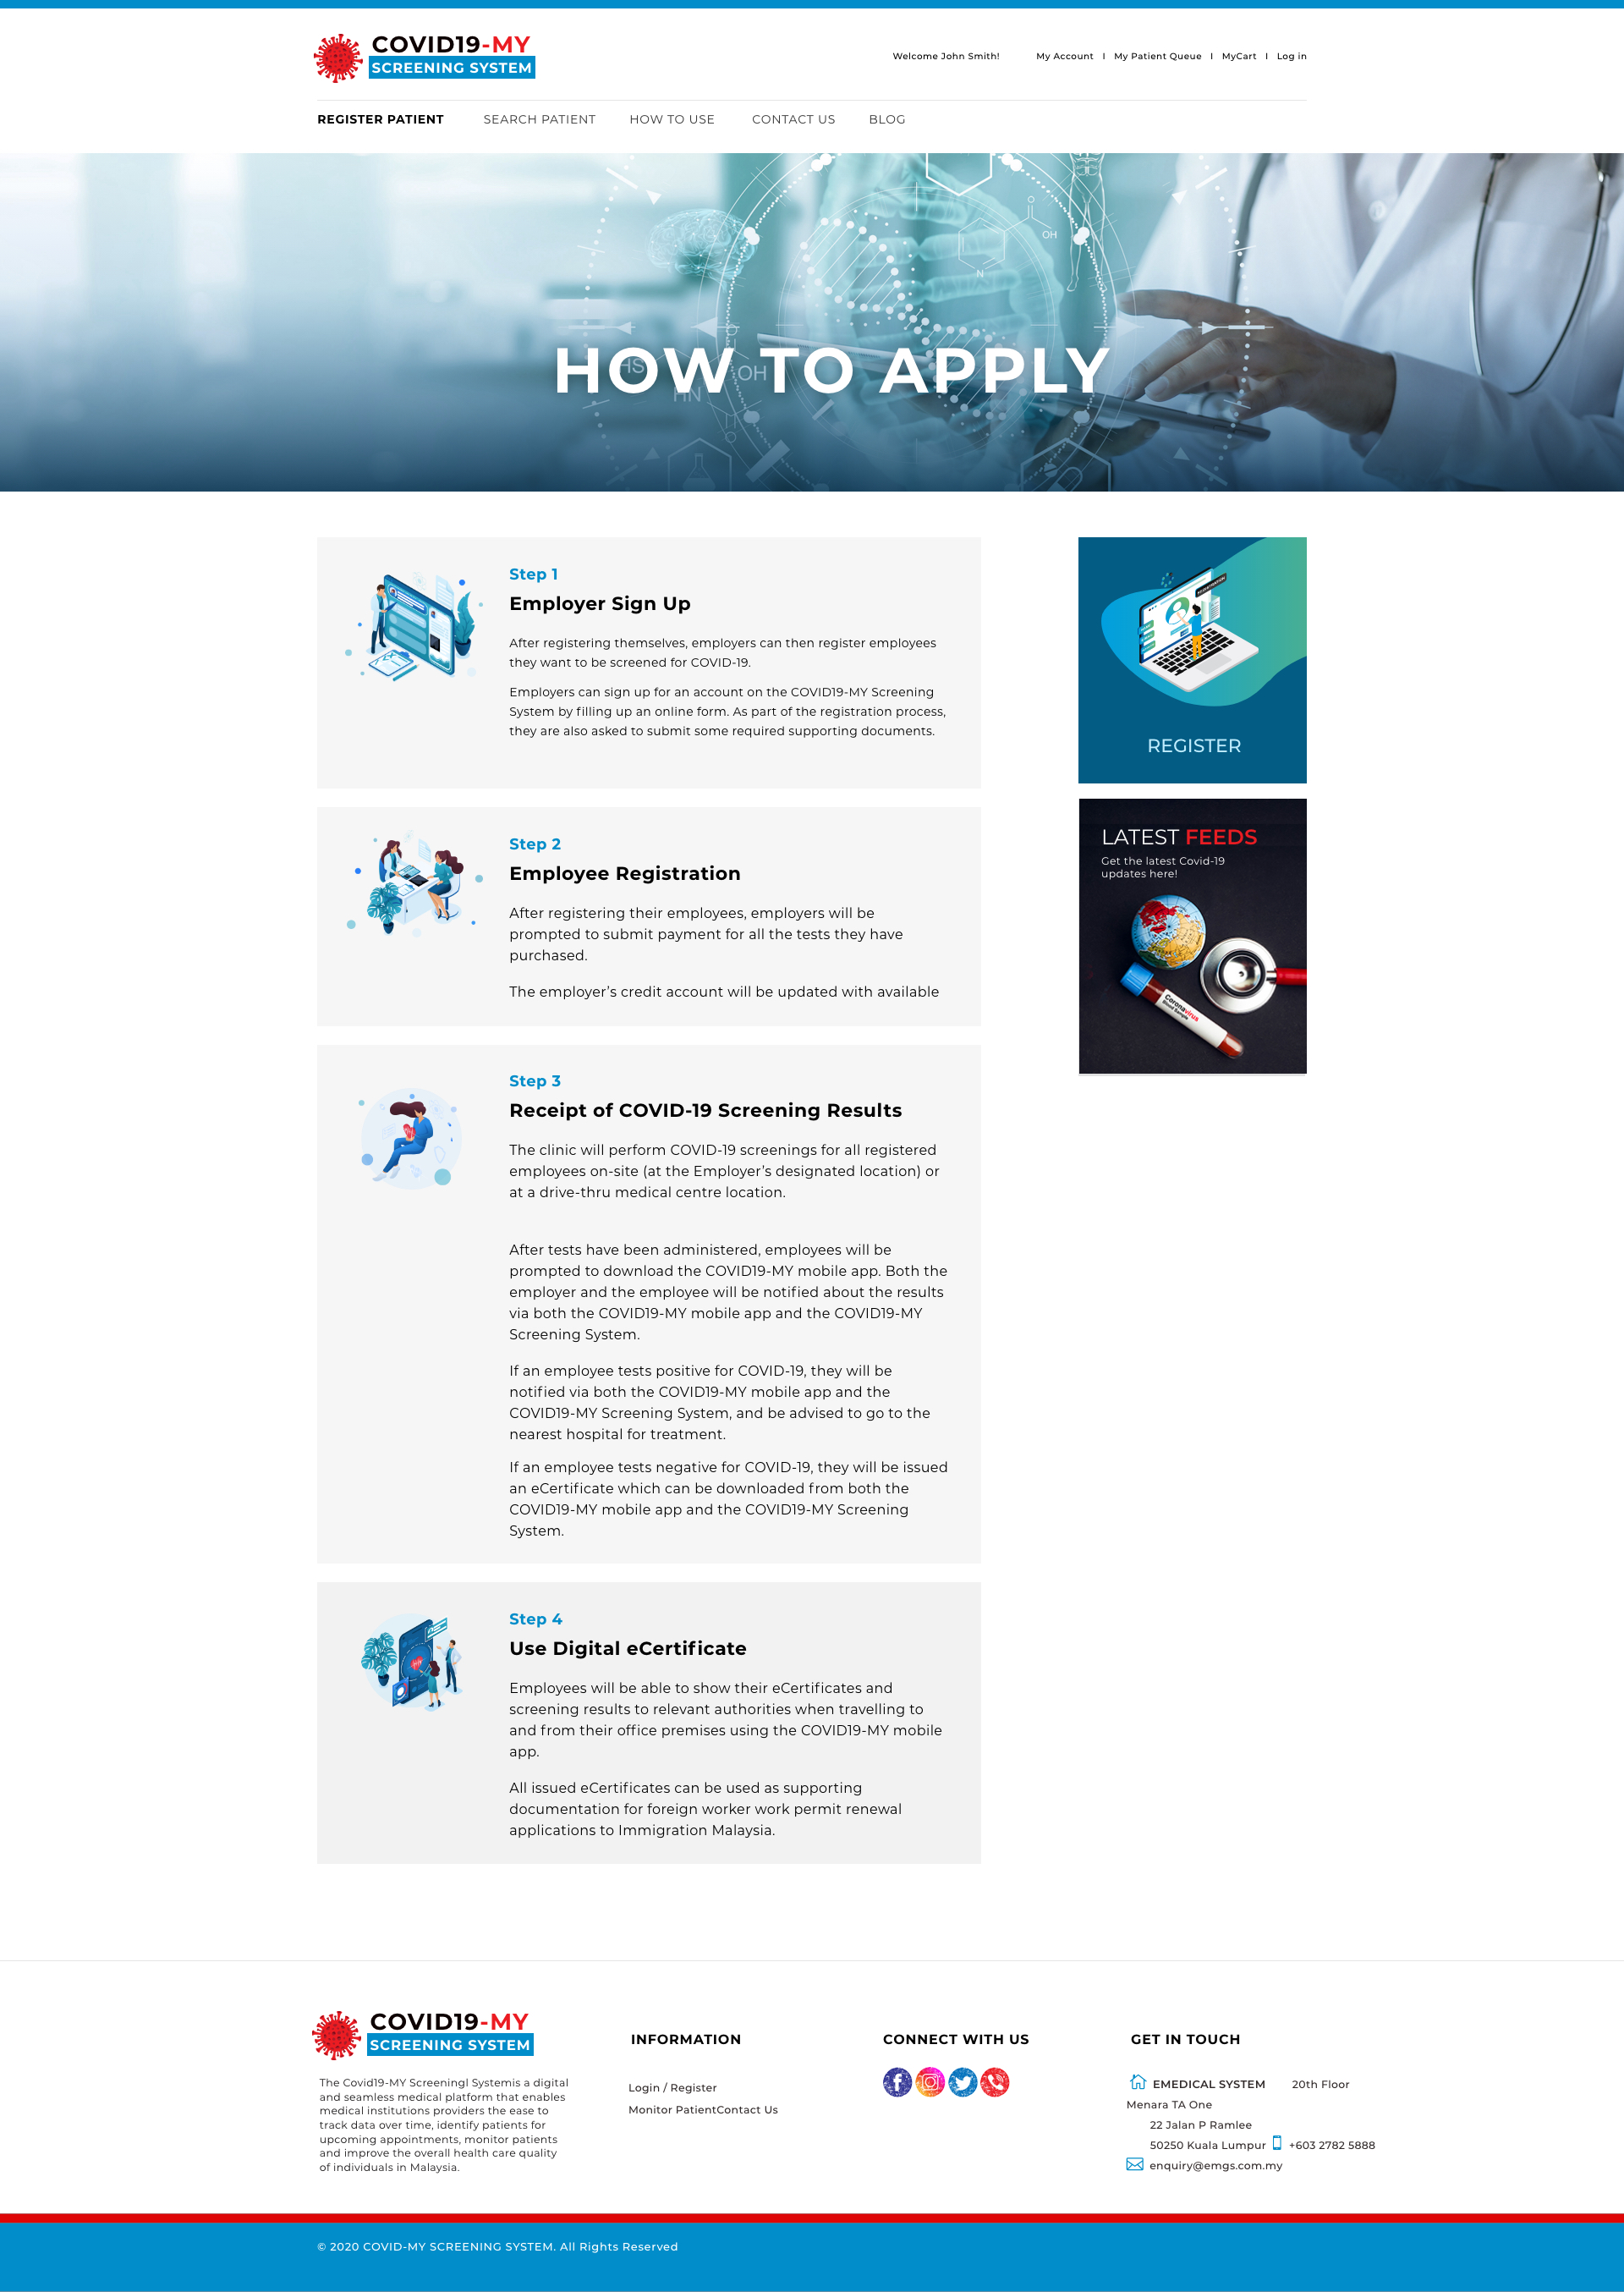 COVID19-MY
SCREENING SYSTEM
Welcome John Smith!
My Account I My Patient Queue I MyCart I Log in
REGISTER PATIENT
SEARCH PATIENT
HOW TO USE
CONTACT US
BLOG
OH
N
HS
OH
HN
HOW TO APPLY
Step 1
Employer Sign Up
After registering themselves, employers can then register employees
they want to be screened for COVID-19.
Employers can sign up for an account on the COVID19-MY Screening
System by filling up an online form. As part of the registration process,
they are also asked to submit some required supporting documents.
REGISTER
LATEST FEEDS
Get the latest Covid-19
updates here!
Coronavirus
Blood Sample
Step 2
Employee Registration
After registering their employees, employers will be
prompted to submit payment for all the tests they have
purchased.
The employer’s credit account will be updated with available
Step 3
Receipt of COVID-19 Screening Results
The clinic will perform COVID-19 screenings for all registered
employees on-site (at the Employer’s designated location) or
at a drive-thru medical centre location.
After tests have been administered, employees will be
prompted to download the COVID19-MY mobile app. Both the
employer and the employee will be notified about the results
via both the COVID19-MY mobile app and the COVID19-MY
Screening System.
If an employee tests positive for COVID-19, they will be
notified via both the COVID19-MY mobile app and the
COVID19-MY Screening System, and be advised to go to the
nearest hospital for treatment.
If an employee tests negative for COVID-19, they will be issued
an eCertificate which can be downloaded from both the
COVID19-MY mobile app and the COVID19-MY Screening
System.
Step 4
Use Digital eCertificate
Employees will be able to show their eCertificates and
screening results to relevant authorities when travelling to
and from their office premises using the COVID19-MY mobile
app.
All issued eCertificates can be used as supporting
documentation for foreign worker work permit renewal
applications to Immigration Malaysia.
COVID19-MY
SCREENING SYSTEM
The Covid19-MY Screeningl Systemis a digital
and seamless medical platform that enables
medical institutions providers the ease to
track data over time, identify patients for
upcoming appointments, monitor patients
and improve the overall health care quality
of individuals in Malaysia.
INFORMATION
Login / Register
Monitor PatientContact Us
CONNECT WITH US
GET IN TOUCH
EMEDICAL SYSTEM 20th Floor
Menara TA One
22 Jalan P Ramlee
50250 Kuala Lumpur +603 2782 5888
enquiry@emgs.com.my
© 2020 COVID-MY SCREENING SYSTEM. All Rights Reserved